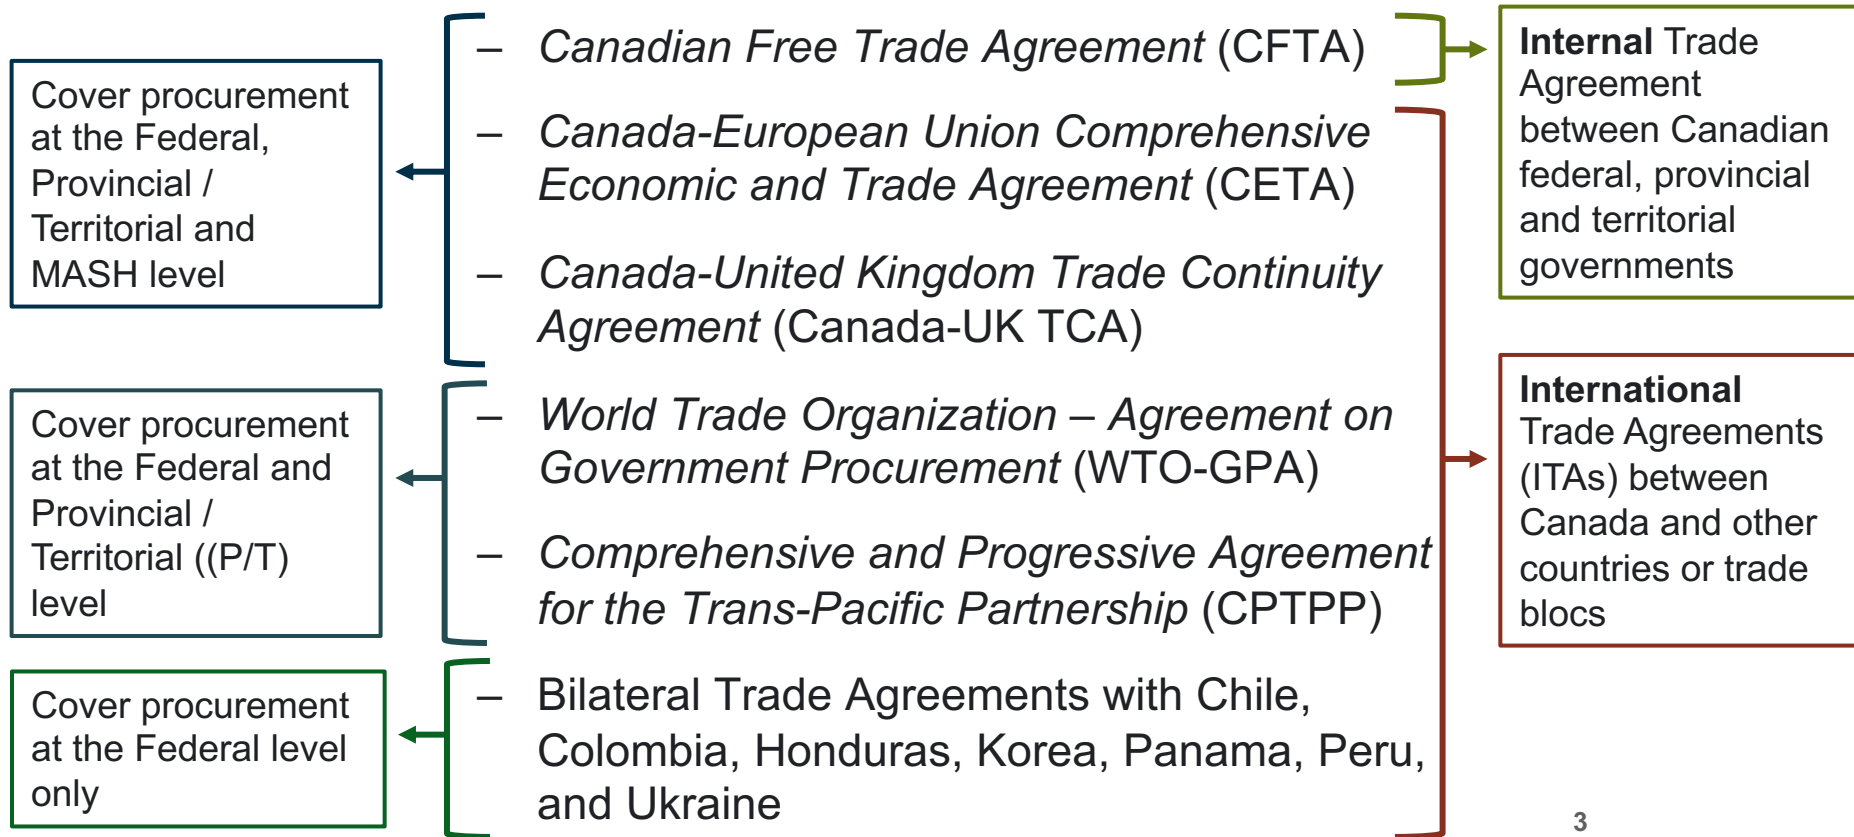 Cover procurement
at the Federal,
Provincial /
Territorial and
MASH level
Cover procurement
at the Federal and
Provincial /
Territorial ((P/T)
level
Cover procurement
at the Federal level
only
– Canadian Free Trade Agreement (CFTA)
– Canada-European Union Comprehensive
Economic and Trade Agreement (CETA)
– Canada-United Kingdom Trade Continuity
Agreement (Canada-UK TCA)
– World Trade Organization – Agreement on
Government Procurement (WTO-GPA)
– Comprehensive and Progressive Agreement
for the Trans-Pacific Partnership (CPTPP)
– Bilateral Trade Agreements with Chile,
Colombia, Honduras, Korea, Panama, Peru,
and Ukraine
Internal Trade
Agreement
between Canadian
federal, provincial
and territorial
governments
International
Trade Agreements
(ITAs) between
Canada and other
countries or trade
blocs
3